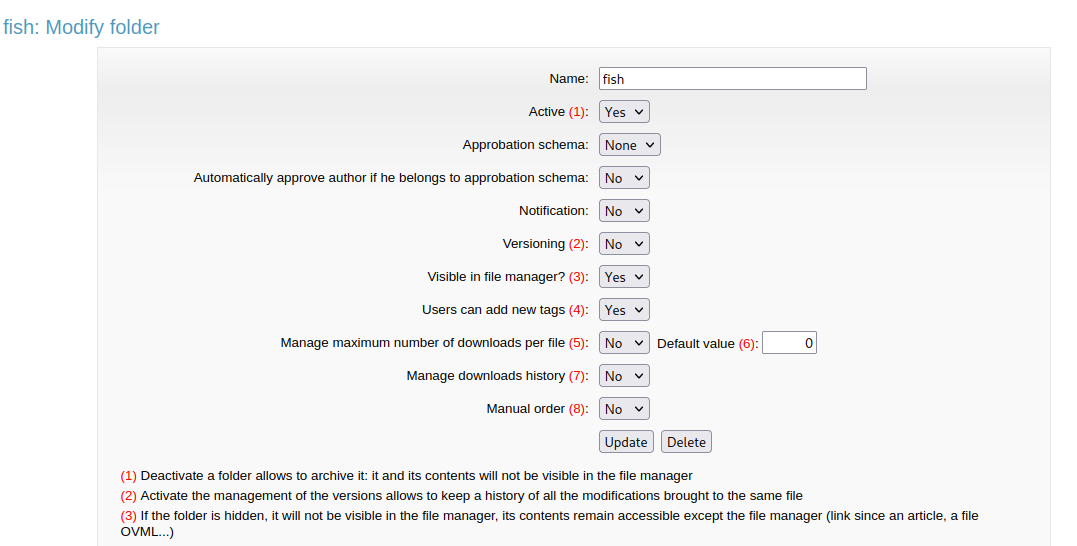 fish: Modify folder
Name: fish
Active (1): Yes
Approbation schema: None
Automatically approve author if he belongs to approbation schema: No
Notification: No
Versioning (2): No
Visible in file manager? (3): Yes
Users can add new tags (4): Yes
Manage maximum number of downloads per file (5): No Default value (6): 0
Manage downloads history (7): No
Manual order (8): No
Update Delete
(1) Deactivate a folder allows to archive it: it and its contents will not be visible in the file manager
(2) Activate the management of the versions allows to keep a history of all the modifications brought to the same file
(3) If the folder is hidden, it will not be visible in the file manager, its contents remain accessible except the file manager (link since an article, a file
OVML...)